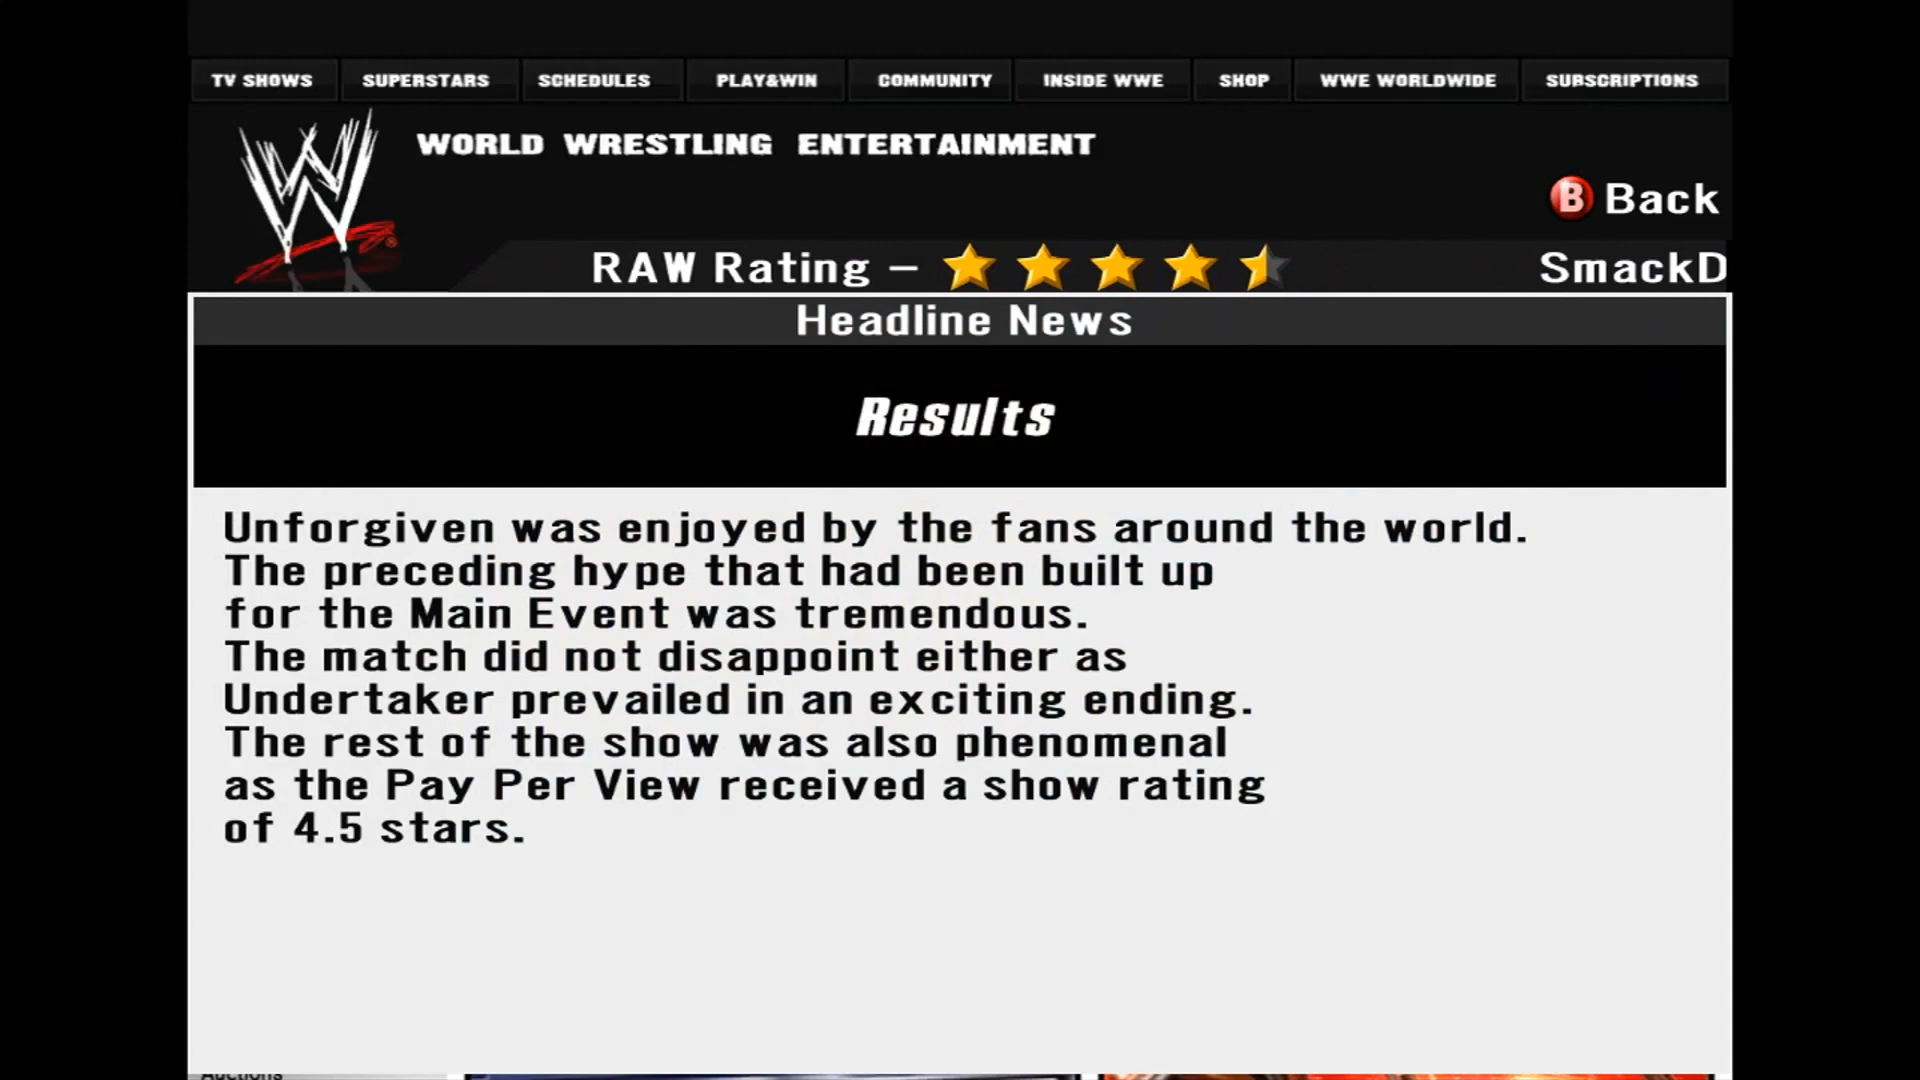 TV SHOWS SUPERSTARS SCHEDULES PLAY&WIN COMMUNITY INSIDE WWE SHOP WWE WORLDWIDE SUBSCRIPTIONS
WORLD WRESTLING ENTERTAINMENT
B Back
RAW Rating – SmackD
Headline News
Results
Unforgiven was enjoyed by the fans around the world.
The preceding hype that had been built up
for the Main Event was tremendous.
The match did not disappoint either as
Undertaker prevailed in an exciting ending.
The rest of the show was also phenomenal
as the Pay Per View received a show rating
of 4.5 stars.
Auctions